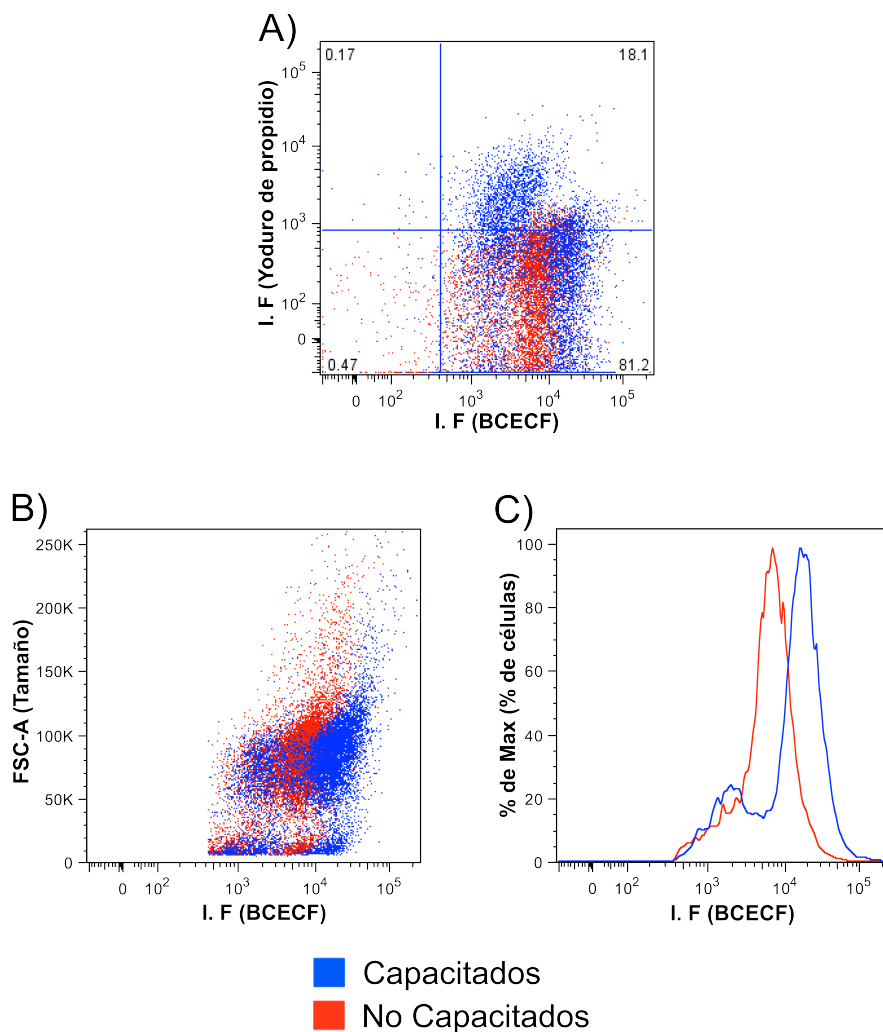 A)
0.17 18.1
10^5
10^4
10^3
10^2
0
0.47 81.2
I. F (Yoduro de propidio)
0 10^2 10^3 10^4 10^5
I. F (BCECF)
B)
250K
200K
150K
100K
50K
0
FSC-A (Tamaño)
0 10^2 10^3 10^4 10^5
I. F (BCECF)
C)
100
80
60
40
20
0
% de Max (% de células)
0 10^2 10^3 10^4 10^5
I. F (BCECF)
Capacitados
No Capacitados